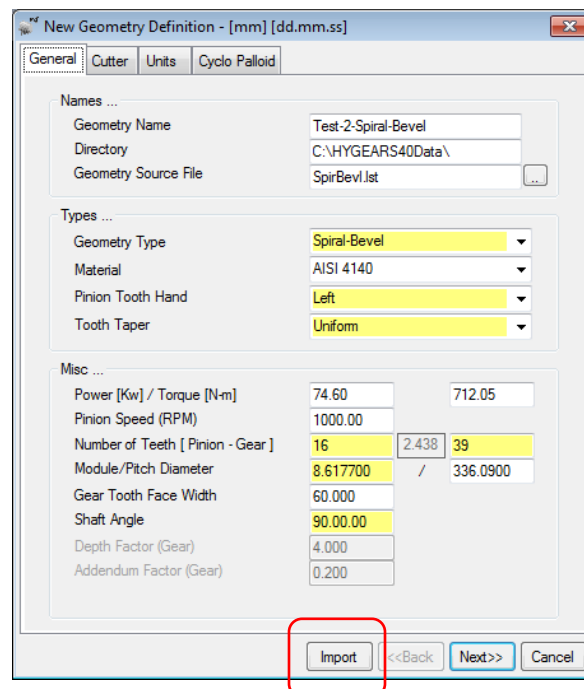 New Geometry Definition - [mm] [dd.mm.ss]
General Cutter Units Cyclo Palloid
Names ...
Geometry Name Test-2-Spiral-Bevel
Directory C:\HYGEARS40Data\
Geometry Source File SpirBevl.lst ..
Types ...
Geometry Type Spiral-Bevel
Material AISI 4140
Pinion Tooth Hand Left
Tooth Taper Uniform
Misc ...
Power [Kw] / Torque [N-m] 74.60 712.05
Pinion Speed (RPM) 1000.00
Number of Teeth [ Pinion - Gear ] 16 2.438 39
Module/Pitch Diameter 8.617700 / 336.0900
Gear Tooth Face Width 60.000
Shaft Angle 90.00.00
Depth Factor (Gear) 4.000
Addendum Factor (Gear) 0.200
Import <<Back Next>> Cancel